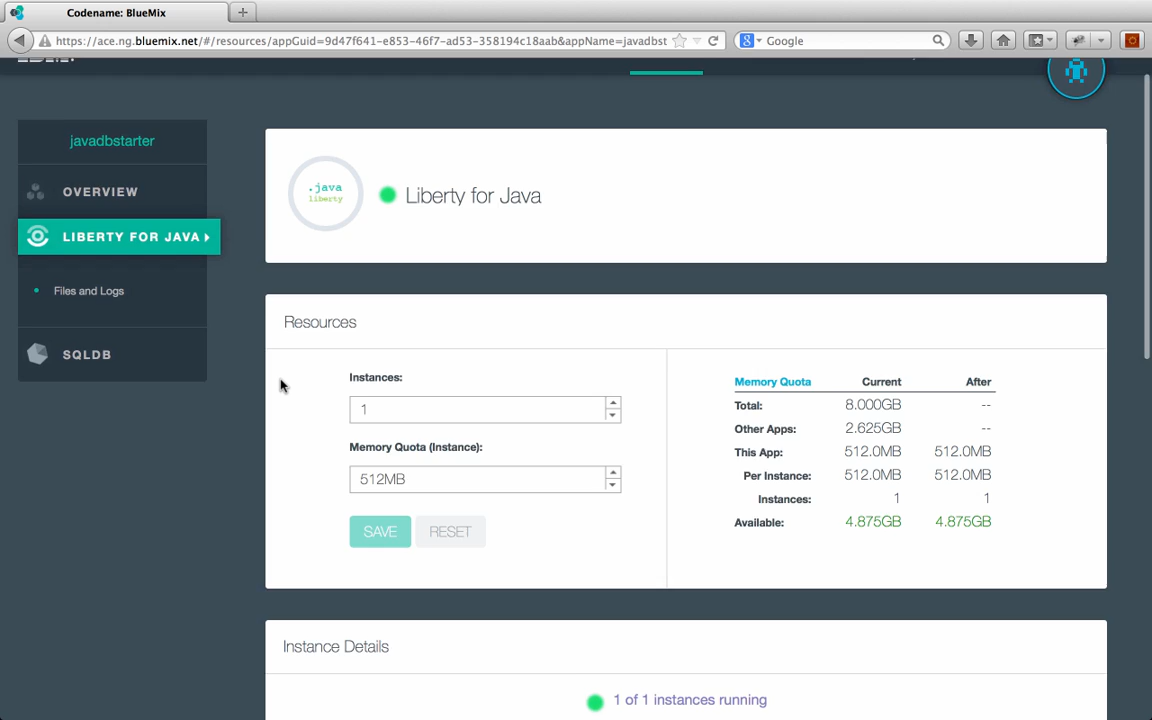 Codename: BlueMix
https://ace.ng.bluemix.net/#/resources/appGuid=9d47f641-e853-46f7-ad53-358194c18aab&appName=javadbst
Google
javadbstarter
OVERVIEW
LIBERTY FOR JAVA
Files and Logs
SQLDB
.java
liberty
Liberty for Java
Resources
Instances:
1
Memory Quota (Instance):
512MB
SAVE RESET
Memory Quota Current After
Total: 8.000GB --
Other Apps: 2.625GB --
This App: 512.0MB 512.0MB
Per Instance: 512.0MB 512.0MB
Instances: 1 1
Available: 4.875GB 4.875GB
Instance Details
1 of 1 instances running